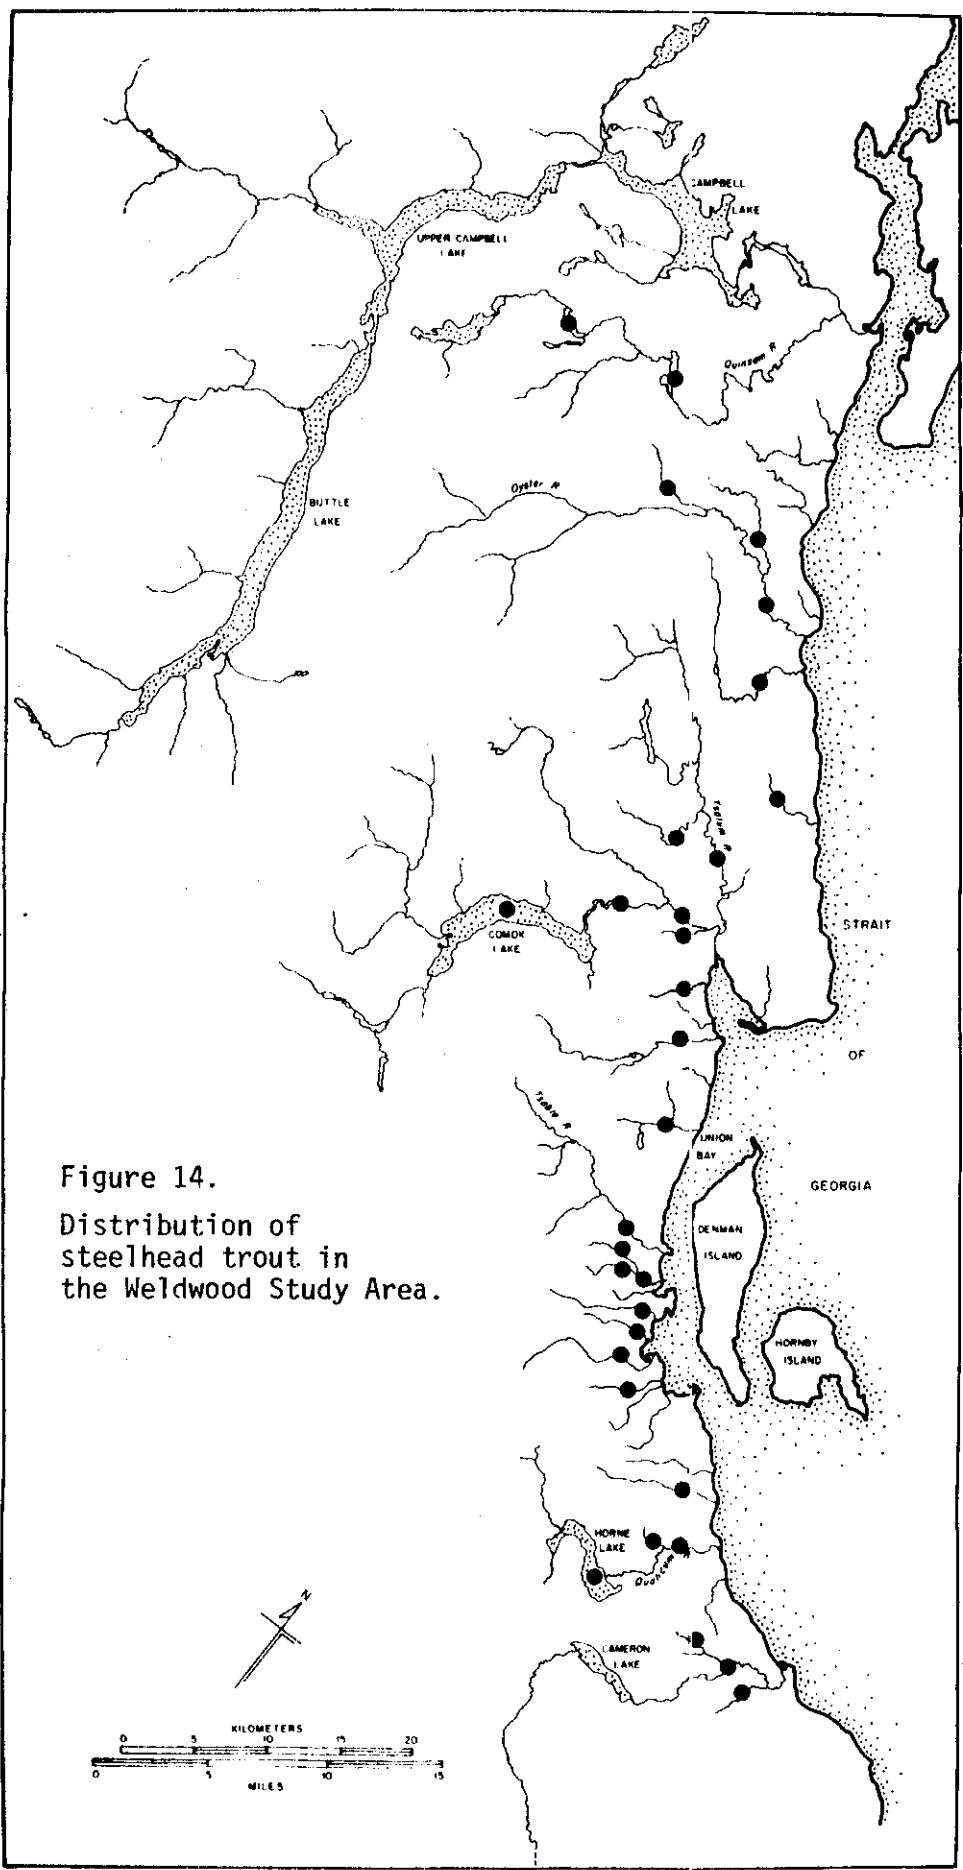 CAMPBELL
LAKE
UPPER CAMPBELL
LAKE
Quinsam R
Oyster R
BUTTLE
LAKE
Tsolum R
STRAIT
COMOX
LAKE
OF
Tsable R
UNION
BAY
Figure 14.
GEORGIA
Distribution of
steelhead trout in
the Weldwood Study Area.
DENMAN
ISLAND
HORNBY
ISLAND
HORNE
LAKE
Qualicum R
N
CAMERON
LAKE
KILOMETERS
0 5 10 15 20
0 5 10 15
MILES